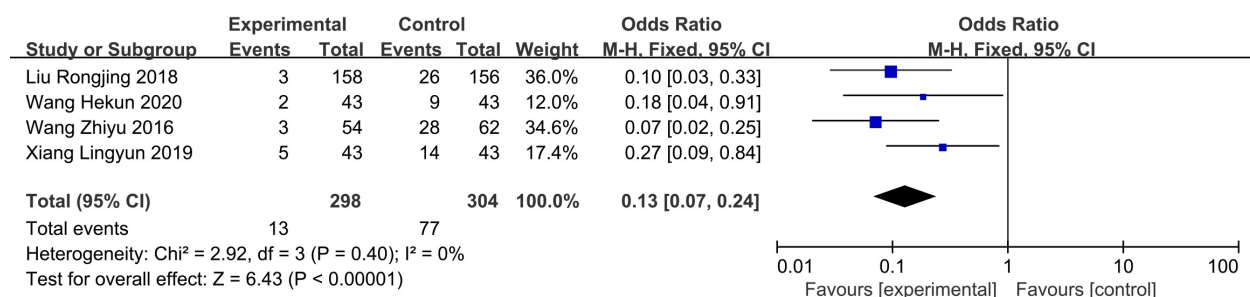 Experimental Control Odds Ratio Odds Ratio
Study or Subgroup Events Total Events Total Weight M-H, Fixed, 95% CI M-H, Fixed, 95% CI
Liu Rongjing 2018 3 158 26 156 36.0% 0.10 [0.03, 0.33]
Wang Hekun 2020 2 43 9 43 12.0% 0.18 [0.04, 0.91]
Wang Zhiyu 2016 3 54 28 62 34.6% 0.07 [0.02, 0.25]
Xiang Lingyun 2019 5 43 14 43 17.4% 0.27 [0.09, 0.84]
Total (95% CI) 298 304 100.0% 0.13 [0.07, 0.24]
Total events 13 77
Heterogeneity: Chi² = 2.92, df = 3 (P = 0.40); I² = 0%
Test for overall effect: Z = 6.43 (P < 0.00001)
0.01 0.1 1 10 100
Favours [experimental] Favours [control]